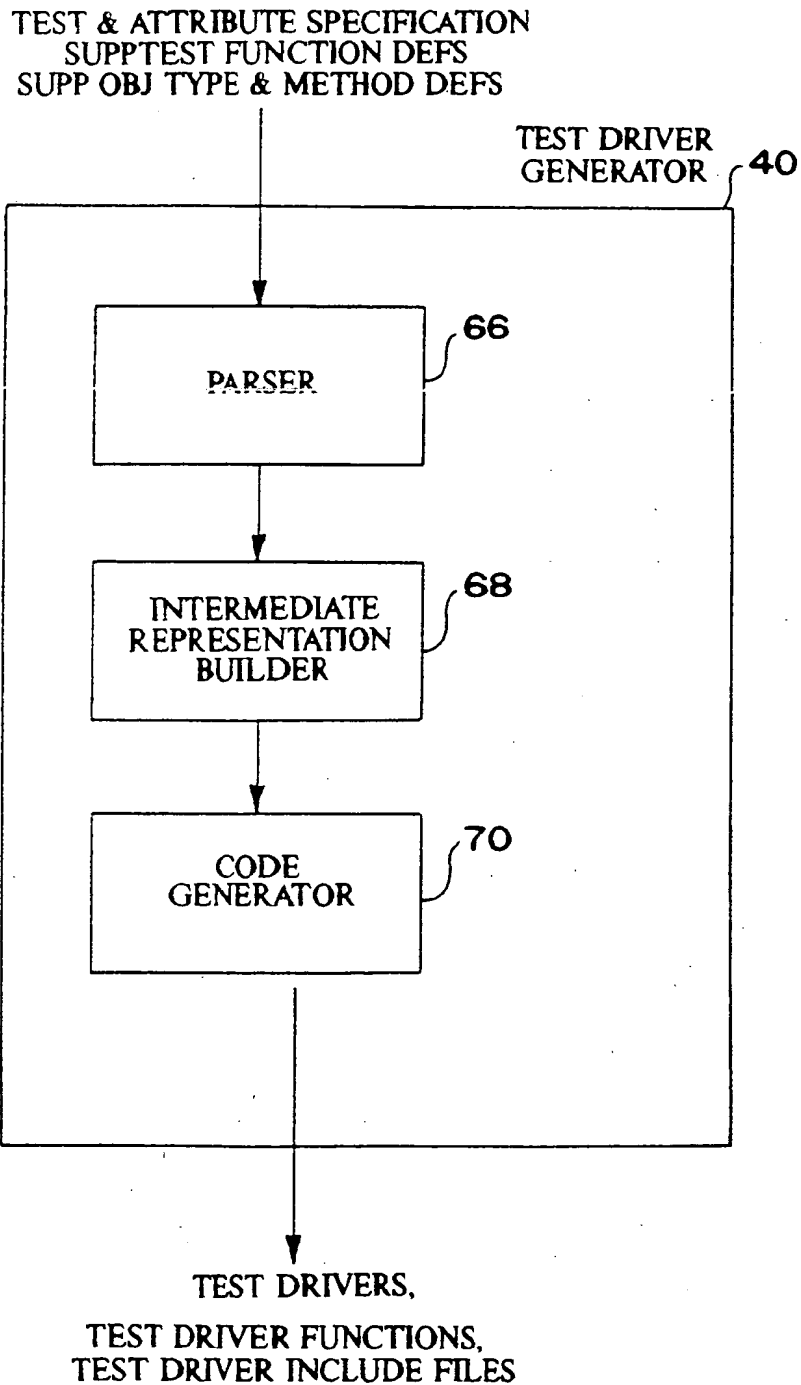 TEST & ATTRIBUTE SPECIFICATION
SUPPTEST FUNCTION DEFS
SUPP OBJ TYPE & METHOD DEFS
TEST DRIVER
GENERATOR
40
PARSER
66
INTERMEDIATE
REPRESENTATION
BUILDER
68
CODE
GENERATOR
70
TEST DRIVERS,
TEST DRIVER FUNCTIONS,
TEST DRIVER INCLUDE FILES